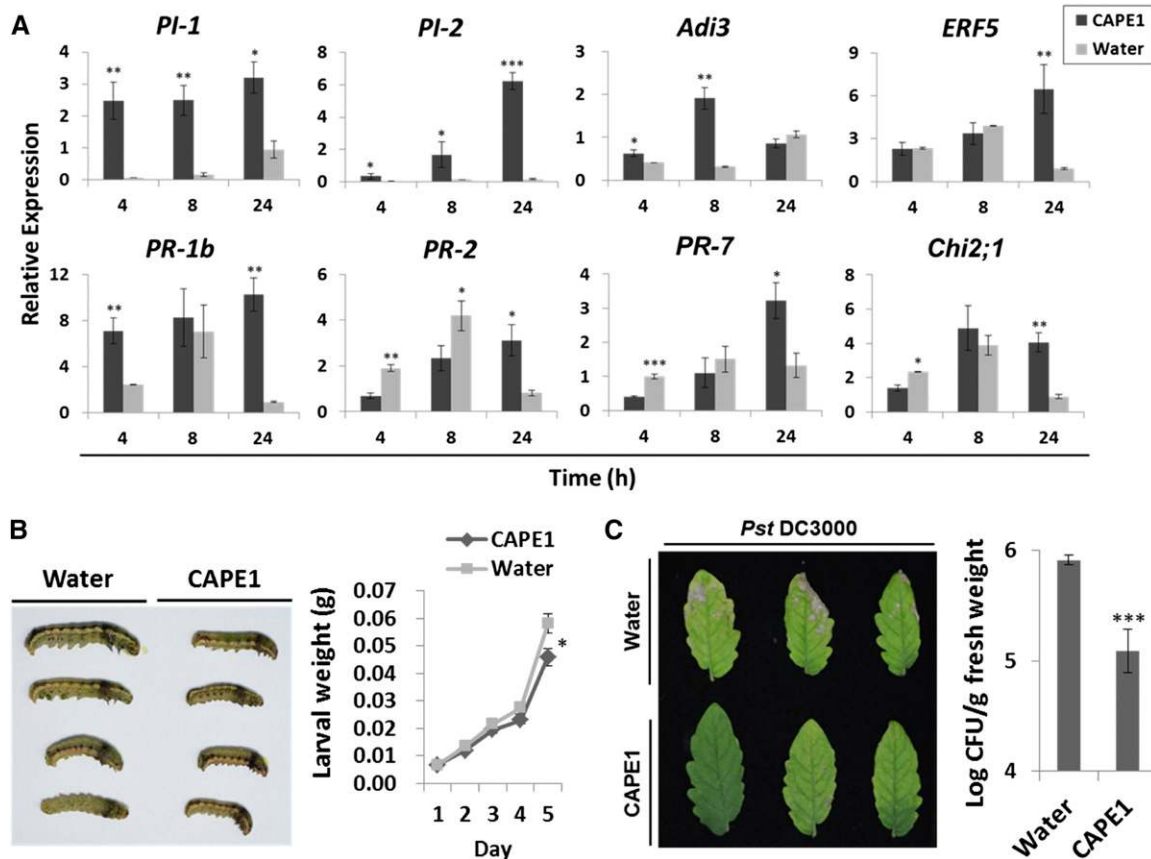 A
PI-1 PI-2 Adi3 ERF5
CAPE1
Water
Relative Expression
4
3
2
1
0
** ** *
4 8 24
8
6
4
2
0
* * ***
4 8 24
3
2
1
0
* **
4 8 24
9
6
3
0
**
4 8 24
PR-1b PR-2 PR-7 Chi2;1
12
9
6
3
0
** **
4 8 24
6
4
2
0
** * *
4 8 24
4
3
2
1
0
*** *
4 8 24
8
6
4
2
0
* **
4 8 24
Time (h)
B
Water CAPE1
CAPE1
Water
Larval weight (g)
0.07
0.06
0.05
0.04
0.03
0.02
0.01
0.00
*
1 2 3 4 5
Day
C
Pst DC3000
Water
CAPE1
Log CFU/g fresh weight
6
5
4
***
Water CAPE1